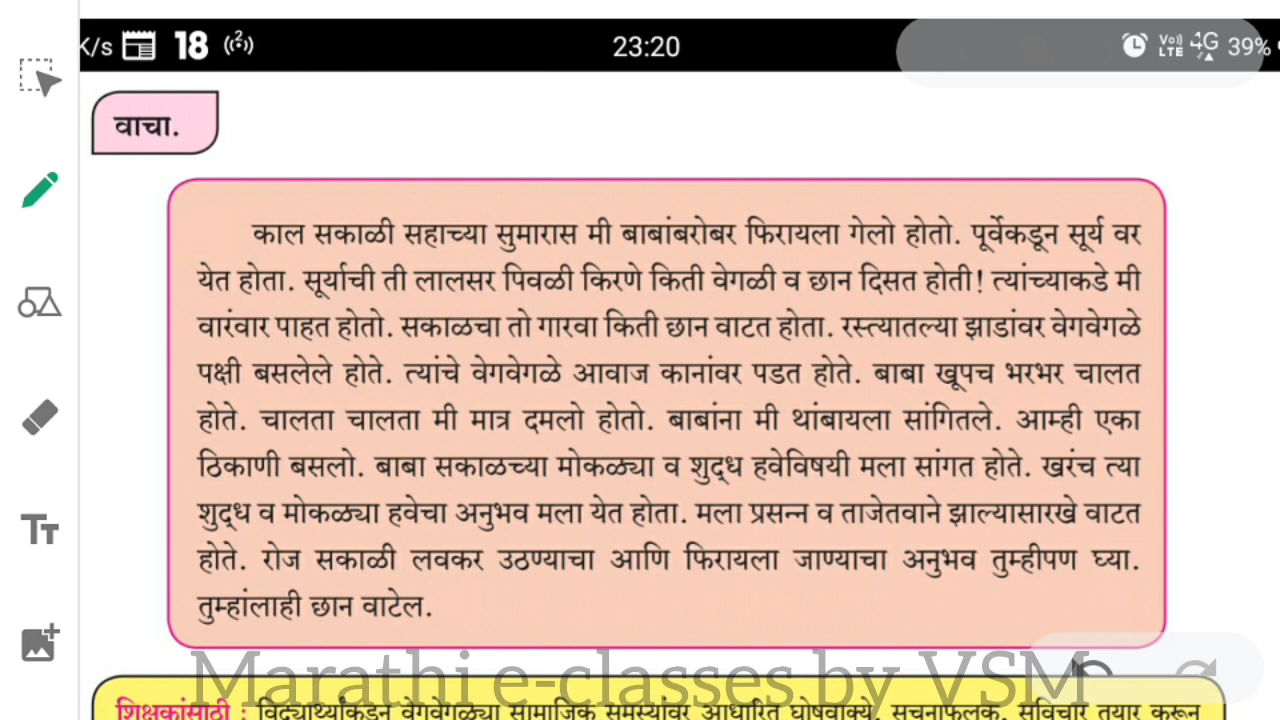 K/s 18 23:20 Vo) LTE 4G 39%
वाचा.
काल सकाळी सहाच्या सुमारास मी बाबांबरोबर फिरायला गेलो होतो. पूर्वेकडून सूर्य वर
येत होता. सूर्याची ती लालसर पिवळी किरणे किती वेगळी व छान दिसत होती! त्यांच्याकडे मी
वारंवार पाहत होतो. सकाळचा तो गारवा किती छान वाटत होता. रस्त्यातल्या झाडांवर वेगवेगळे
पक्षी बसलेले होते. त्यांचे वेगवेगळे आवाज कानांवर पडत होते. बाबा खूपच भरभर चालत
होते. चालता चालता मी मात्र दमलो होतो. बाबांना मी थांबायला सांगितले. आम्ही एका
ठिकाणी बसलो. बाबा सकाळच्या मोकळ्या व शुद्ध हवेविषयी मला सांगत होते. खरंच त्या
शुद्ध व मोकळ्या हवेचा अनुभव मला येत होता. मला प्रसन्न व ताजेतवाने झाल्यासारखे वाटत
होते. रोज सकाळी लवकर उठण्याचा आणि फिरायला जाण्याचा अनुभव तुम्हीपण घ्या.
तुम्हांलाही छान वाटेल.
Marathi e-classes by VSM
शिक्षकांसाठी : विद्यार्थ्यांकडून वेगवेगळ्या सामाजिक समस्यांवर आधारित घोषवाक्ये, सूचनाफलक, सुविचार तयार करून
TT